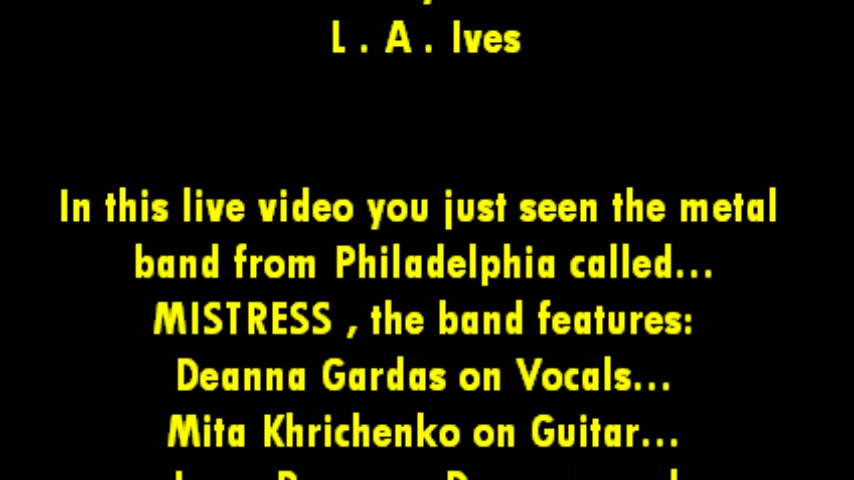 L . A . Ives
In this live video you just seen the metal
band from Philadelphia called...
MISTRESS , the band features:
Deanna Gardas on Vocals...
Mita Khrichenko on Guitar...